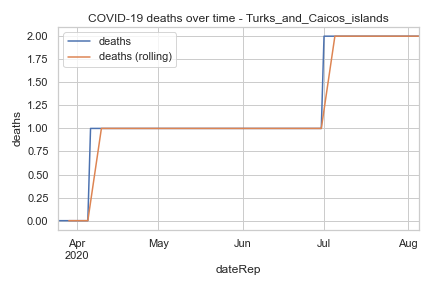 COVID-19 deaths over time - Turks_and_Caicos_islands
deaths
deaths (rolling)
2.00
1.75
1.50
1.25
1.00
0.75
0.50
0.25
0.00
deaths
Apr
2020
May
Jun
Jul
Aug
dateRep